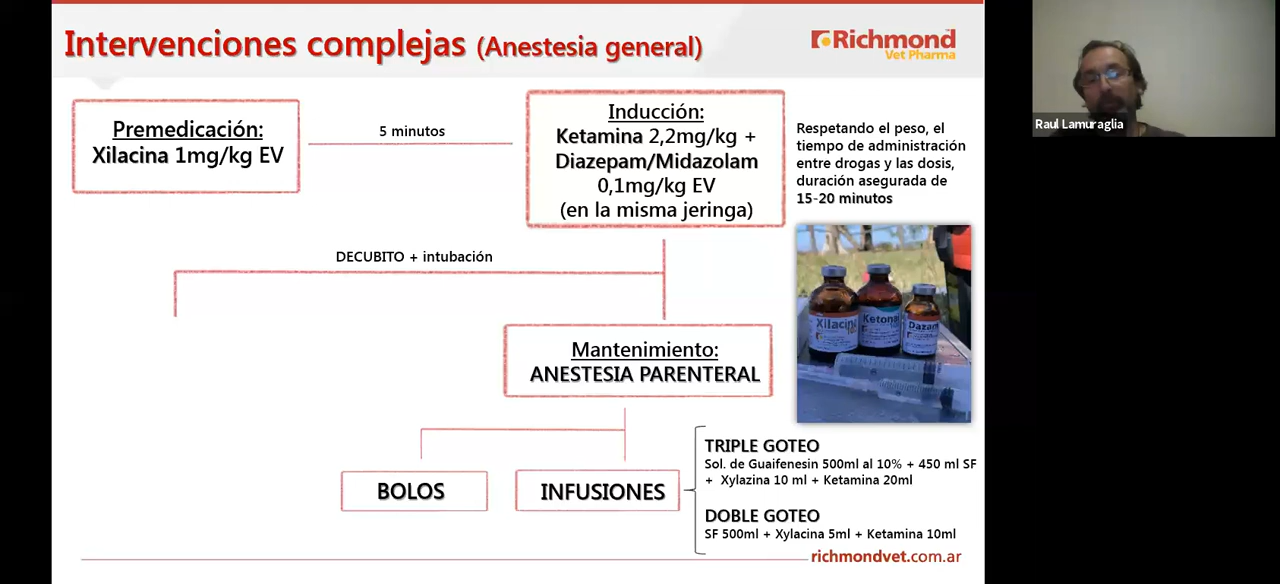 Intervenciones complejas (Anestesia general)
Richmond
Vet Pharma
Premedicación:
Xilacina 1mg/kg EV
5 minutos
Inducción:
Ketamina 2,2mg/kg +
Diazepam/Midazolam
0,1mg/kg EV
(en la misma jeringa)
Respetando el peso, el
tiempo de administración
entre drogas y las dosis,
duración asegurada de
15-20 minutos
DECUBITO + intubación
Xilacina
Mantenimiento:
ANESTESIA PARENTERAL
BOLOS
INFUSIONES
TRIPLE GOTEO
Sol. de Guaifenesin 500ml al 10% + 450 ml SF
+ Xylazina 10 ml + Ketamina 20ml
DOBLE GOTEO
SF 500ml + Xylacina 5ml + Ketamina 10ml
richmondvet.com.ar
Raul Lamuraglia